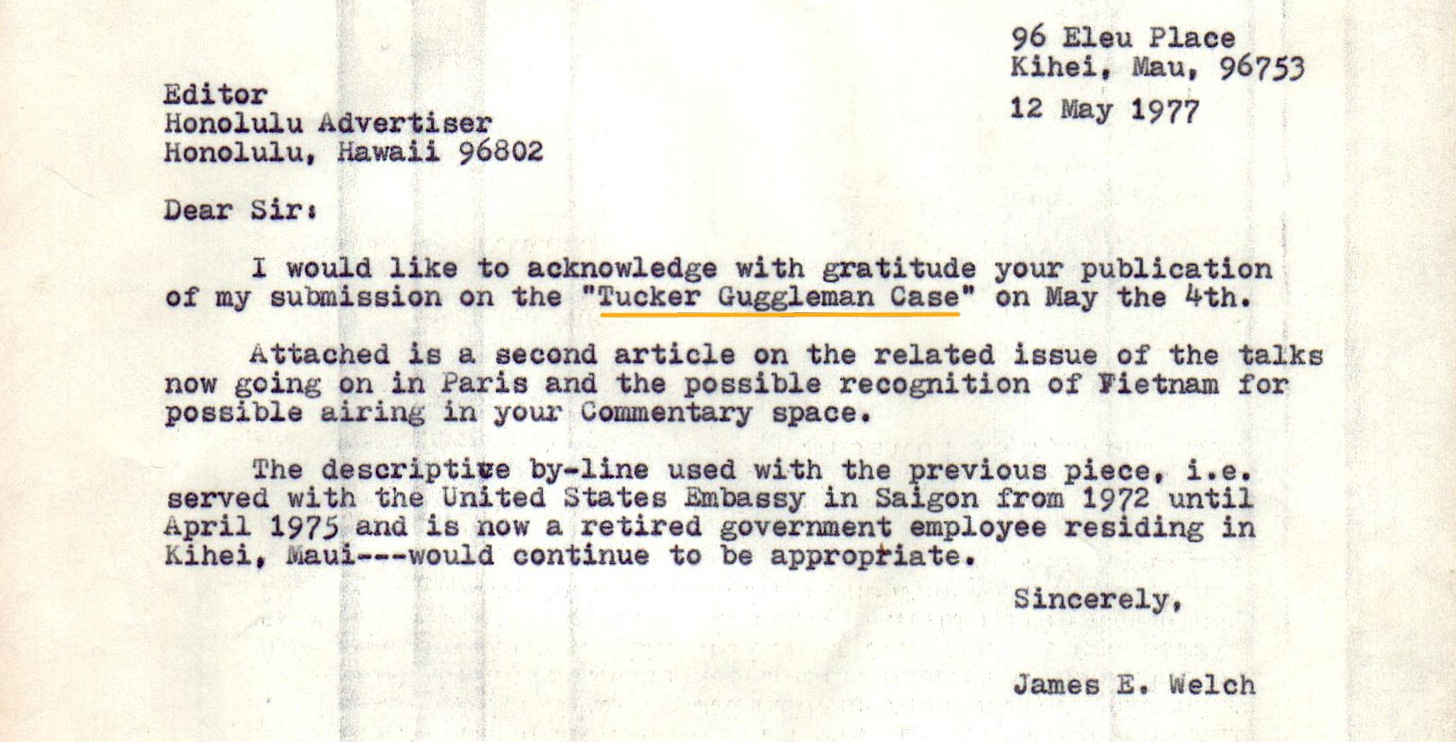 96 Eleu Place
Kihei, Mau, 96753
12 May 1977
Editor
Honolulu Advertiser
Honolulu, Hawaii 96802
Dear Sir:
I would like to acknowledge with gratitude your publication
of my submission on the "Tucker Guggleman Case" on May the 4th.
Attached is a second article on the related issue of the talks
now going on in Paris and the possible recognition of Vietnam for
possible airing in your Commentary space.
The descriptive by-line used with the previous piece, i.e.
served with the United States Embassy in Saigon from 1972 until
April 1975 and is now a retired government employee residing in
Kihei, Maui---would continue to be appropriate.
Sincerely,
James E. Welch